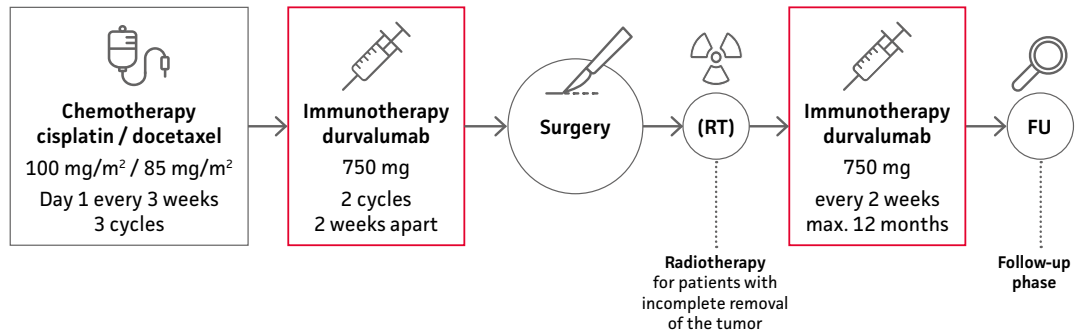 Chemotherapy
cisplatin / docetaxel
100 mg/m² / 85 mg/m²
Day 1 every 3 weeks
3 cycles
Immunotherapy
durvalumab
750 mg
2 cycles
2 weeks apart
Surgery
(RT)
Radiotherapy
for patients with
incomplete removal
of the tumor
Immunotherapy
durvalumab
750 mg
every 2 weeks
max. 12 months
FU
Follow-up
phase